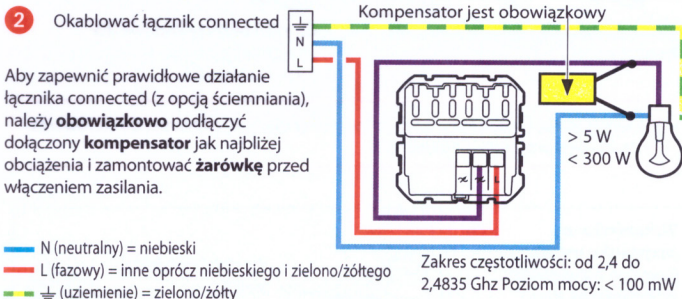 2 Okablować łącznik connected
N
L
Kompensator jest obowiązkowy
Aby zapewnić prawidłowe działanie
łącznika connected (z opcją ściemniania),
należy obowiązkowo podłączyć
dołączony kompensator jak najbliżej
obciążenia i zamontować żarówkę przed
włączeniem zasilania.
> 5 W
< 300 W
L
N (neutralny) = niebieski
L (fazowy) = inne oprócz niebieskiego i zielono/żółtego
(uziemienie) = zielono/żółty
Zakres częstotliwości: od 2,4 do
2,4835 Ghz Poziom mocy: < 100 mW